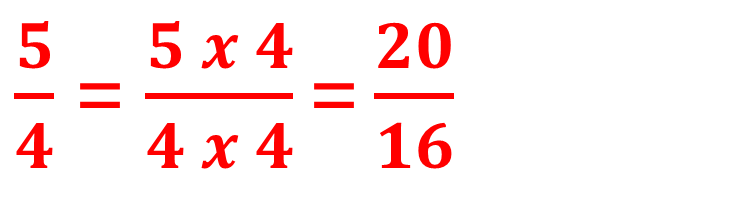 5/4 = 5 x 4/4 x 4 = 20/16